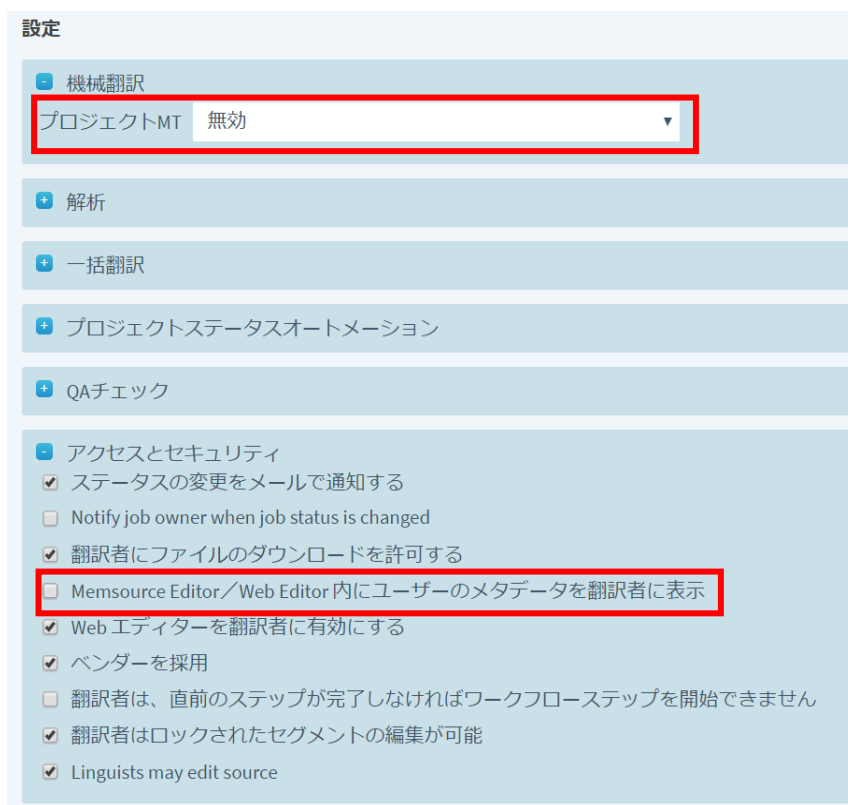 設定
機械翻訳
プロジェクトMT 無効
解析
一括翻訳
プロジェクトステータスオートメーション
QAチェック
アクセスとセキュリティ
ステータスの変更をメールで通知する
Notify job owner when job status is changed
翻訳者にファイルのダウンロードを許可する
Memsource Editor／Web Editor 内にユーザーのメタデータを翻訳者に表示
Web エディターを翻訳者に有効にする
ベンダーを採用
翻訳者は、直前のステップが完了しなければワークフローステップを開始できません
翻訳者はロックされたセグメントの編集が可能
Linguists may edit source